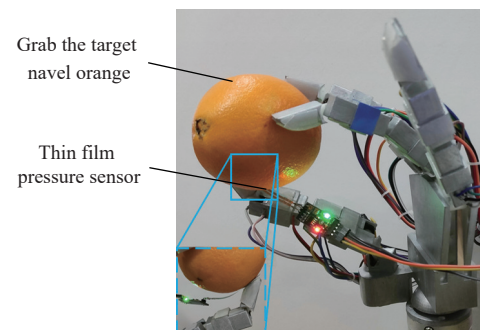 Grab the target
navel orange
Thin film
pressure sensor